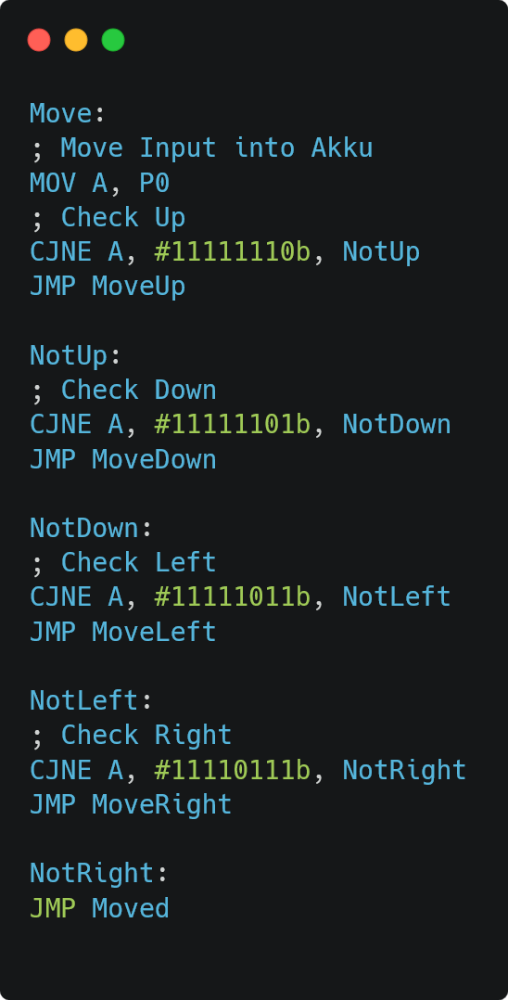 Move:
; Move Input into Akku
MOV A, P0
; Check Up
CJNE A, #11111110b, NotUp
JMP MoveUp
NotUp:
; Check Down
CJNE A, #11111101b, NotDown
JMP MoveDown
NotDown:
; Check Left
CJNE A, #11111011b, NotLeft
JMP MoveLeft
NotLeft:
; Check Right
CJNE A, #11110111b, NotRight
JMP MoveRight
NotRight:
JMP Moved